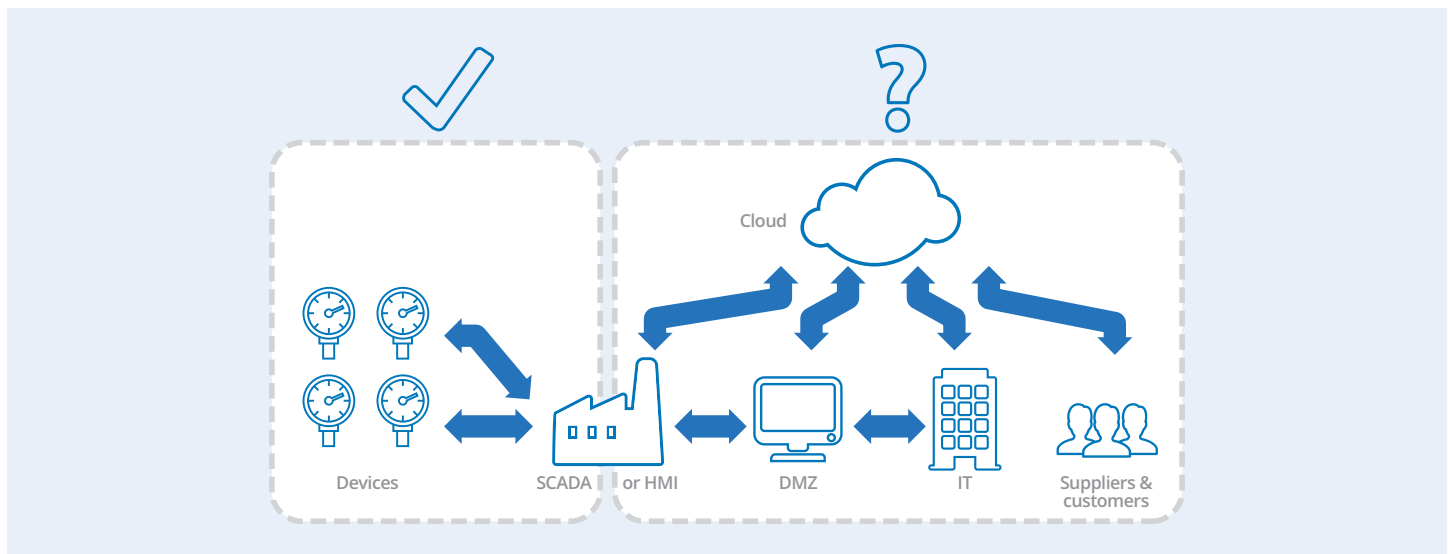 Cloud
Devices
SCADA or HMI
DMZ
IT
Suppliers &
customers